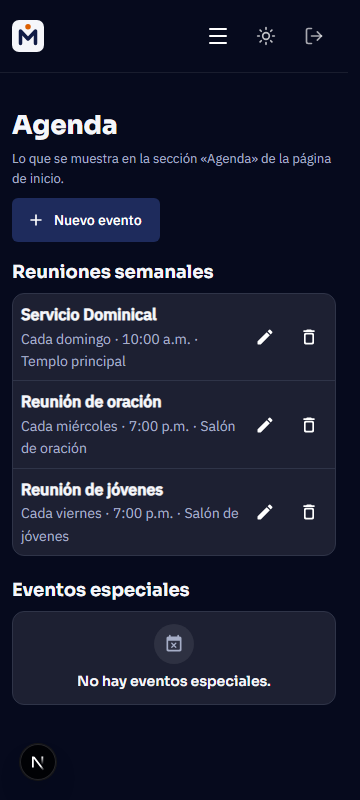 M
Agenda
Lo que se muestra en la sección «Agenda» de la página
de inicio.
+ Nuevo evento
Reuniones semanales
Servicio Dominical
Cada domingo · 10:00 a.m. ·
Templo principal
Reunión de oración
Cada miércoles · 7:00 p.m. · Salón
de oración
Reunión de jóvenes
Cada viernes · 7:00 p.m. · Salón de
jóvenes
Eventos especiales
No hay eventos especiales.
N